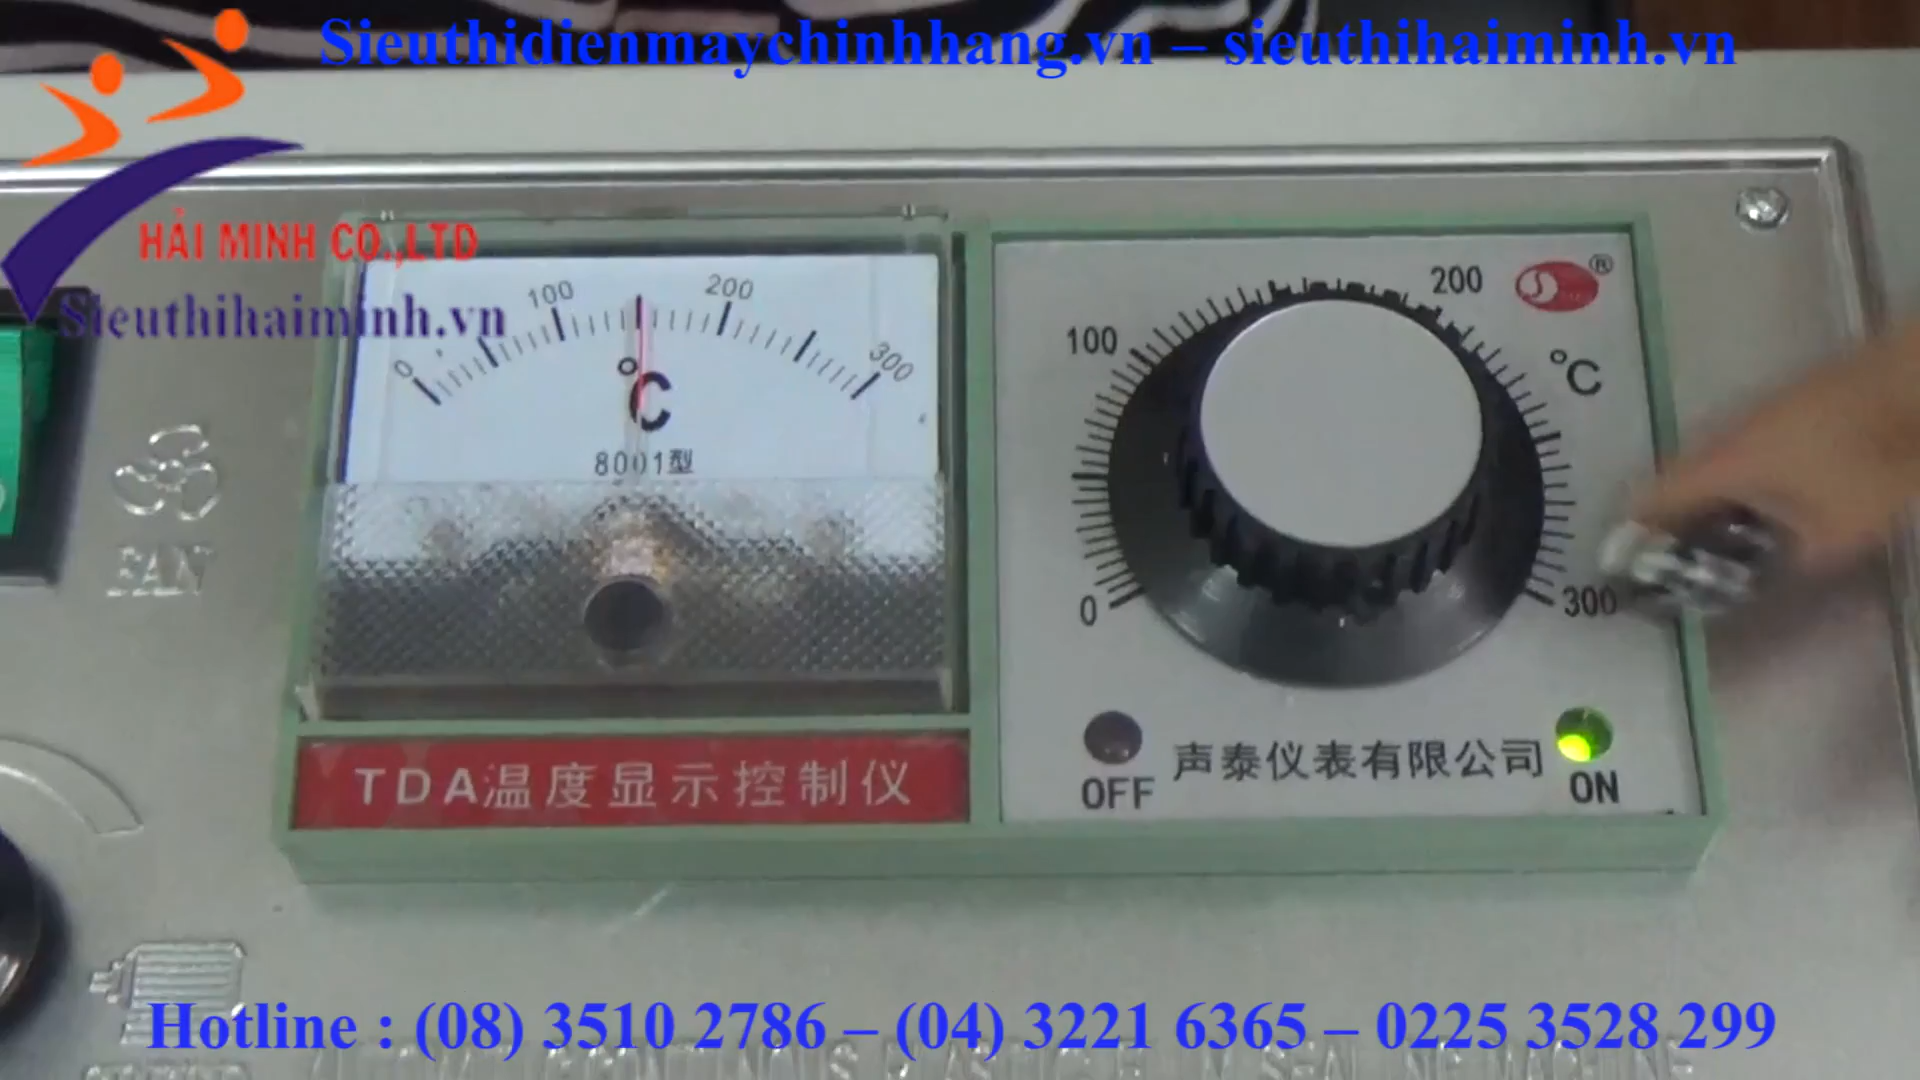 Sieuthidienmaychinhhang.vn – sieuthihaiminh.vn
HẢI MINH CO.,LTD
Sieuthihaiminh.vn
0 100 200 300
°C
8001型
TDA温度显示控制仪
0 100 200 300
°C
®
OFF
声泰仪表有限公司
ON
FAN
Hotline : (08) 3510 2786 – (04) 3221 6365 – 0225 3528 299